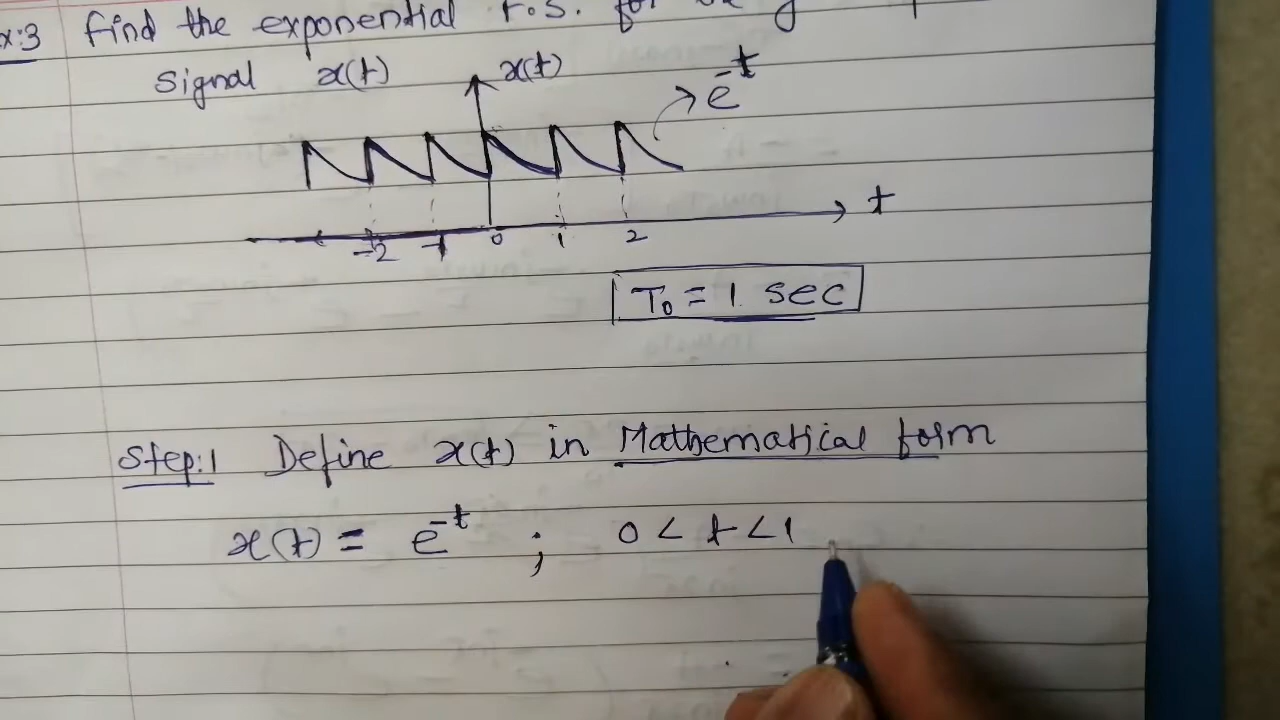 x:3 find the exponential F.S. for
signal x(t)
x(t)
e^-t
t
-2 -1 0 1 2
T₀ = 1 sec
Step:1 Define x(t) in Mathematical form
x(t) = e^-t ; 0 < t < 1